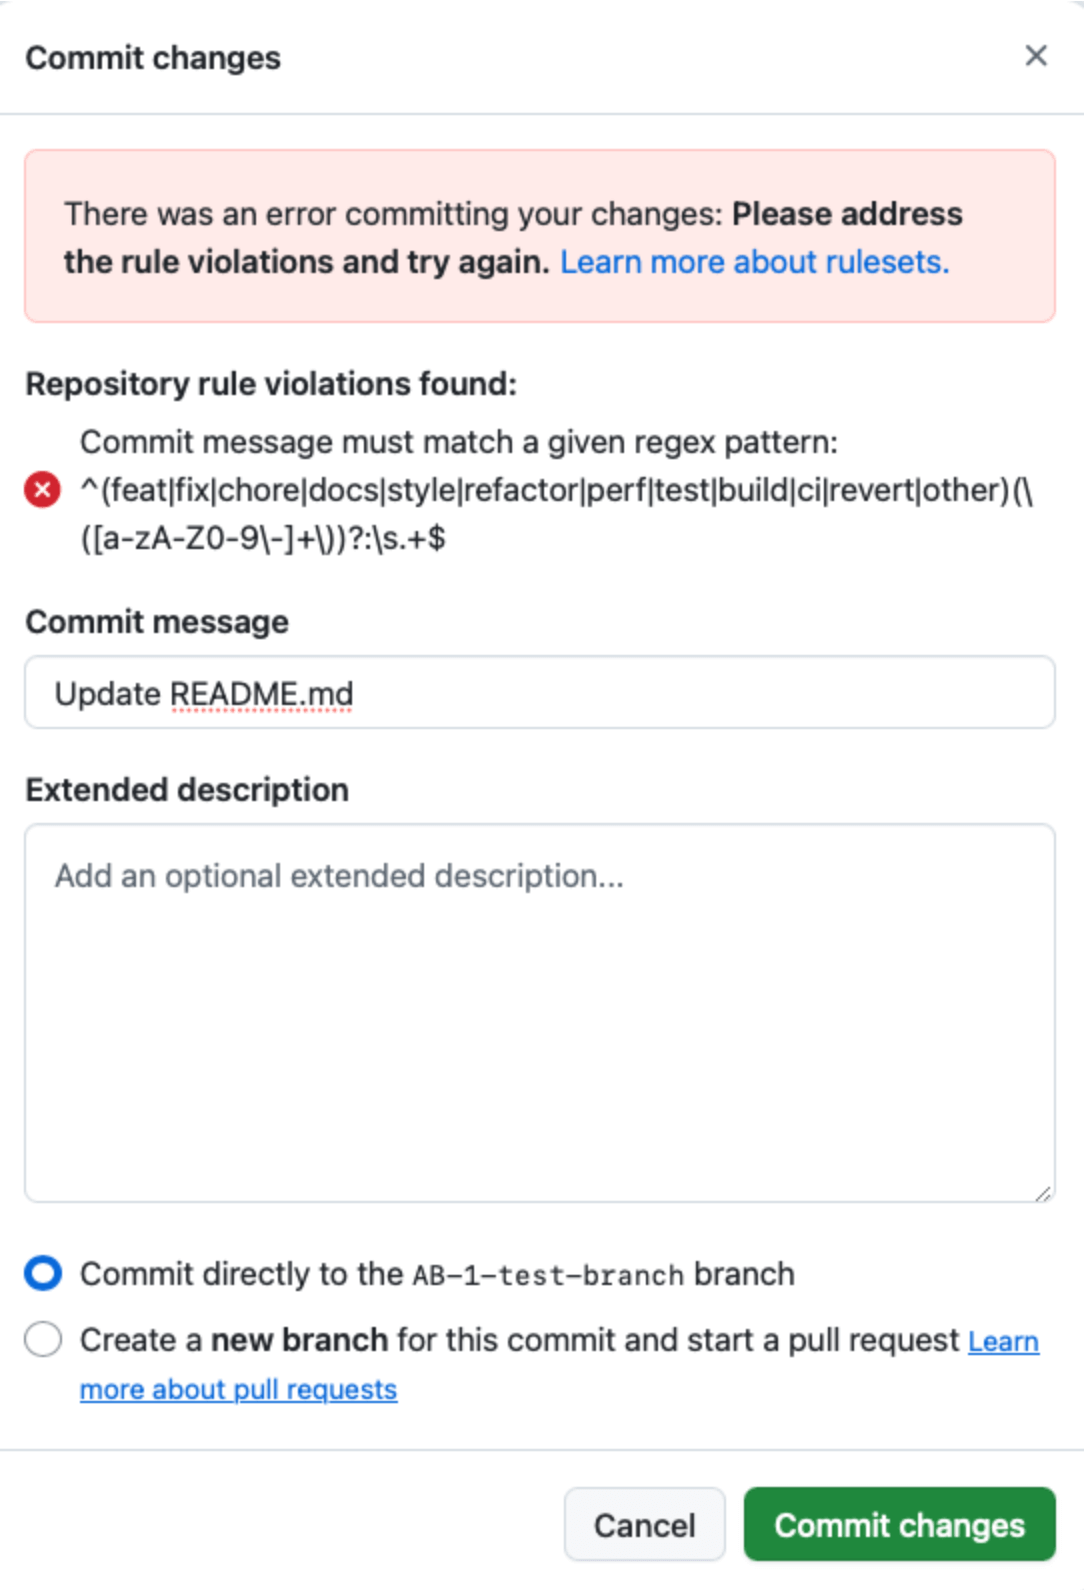 Commit changes
There was an error committing your changes: Please address
the rule violations and try again. Learn more about rulesets.
Repository rule violations found:
Commit message must match a given regex pattern:
^(feat|fix|chore|docs|style|refactor|perf|test|build|ci|revert|other)(\
([a-zA-Z0-9\-]+\))?:\s.+$
Commit message
Update README.md
Extended description
Add an optional extended description...
Commit directly to the AB-1-test-branch branch
Create a new branch for this commit and start a pull request Learn
more about pull requests
Cancel Commit changes